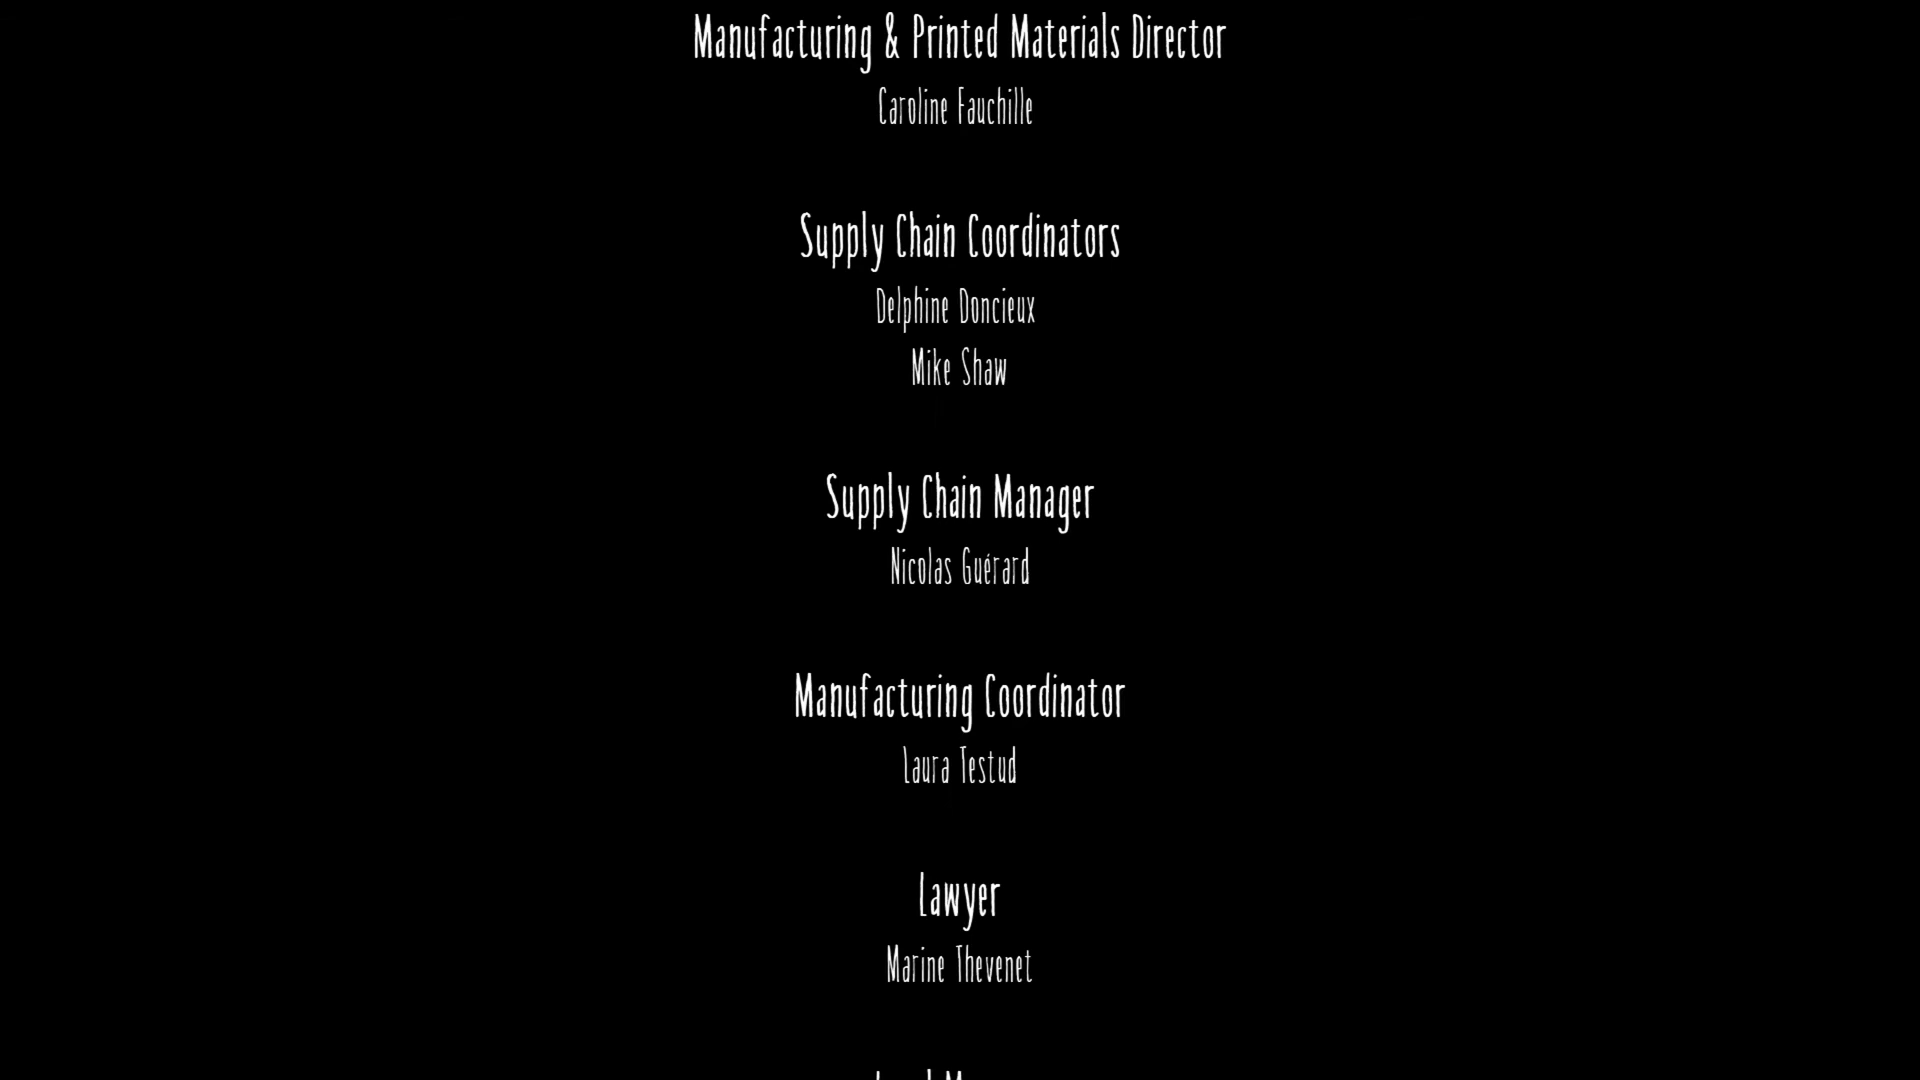 Manufacturing & Printed Materials Director
Caroline Fauchille
Supply Chain Coordinators
Delphine Doncieux
Mike Shaw
Supply Chain Manager
Nicolas Guérard
Manufacturing Coordinator
Laura Testud
Lawyer
Marine Thevenet